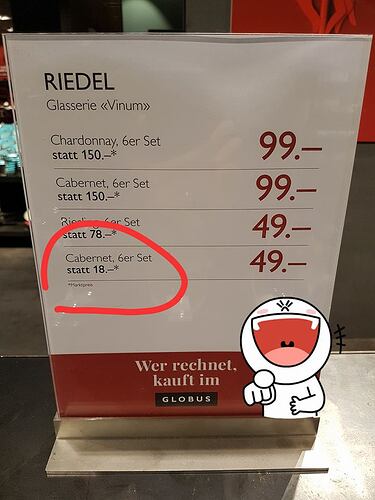 RIEDEL
Glasserie «Vinum»
Chardonnay, 6er Set
statt 150.–*
99.–
Cabernet, 6er Set
statt 150.–*
99.–
Riesling, 6er Set
statt 78.–*
49.–
Cabernet, 6er Set
statt 18.–*
49.–
*Marktpreis
Wer rechnet,
kauft im
GLOBUS